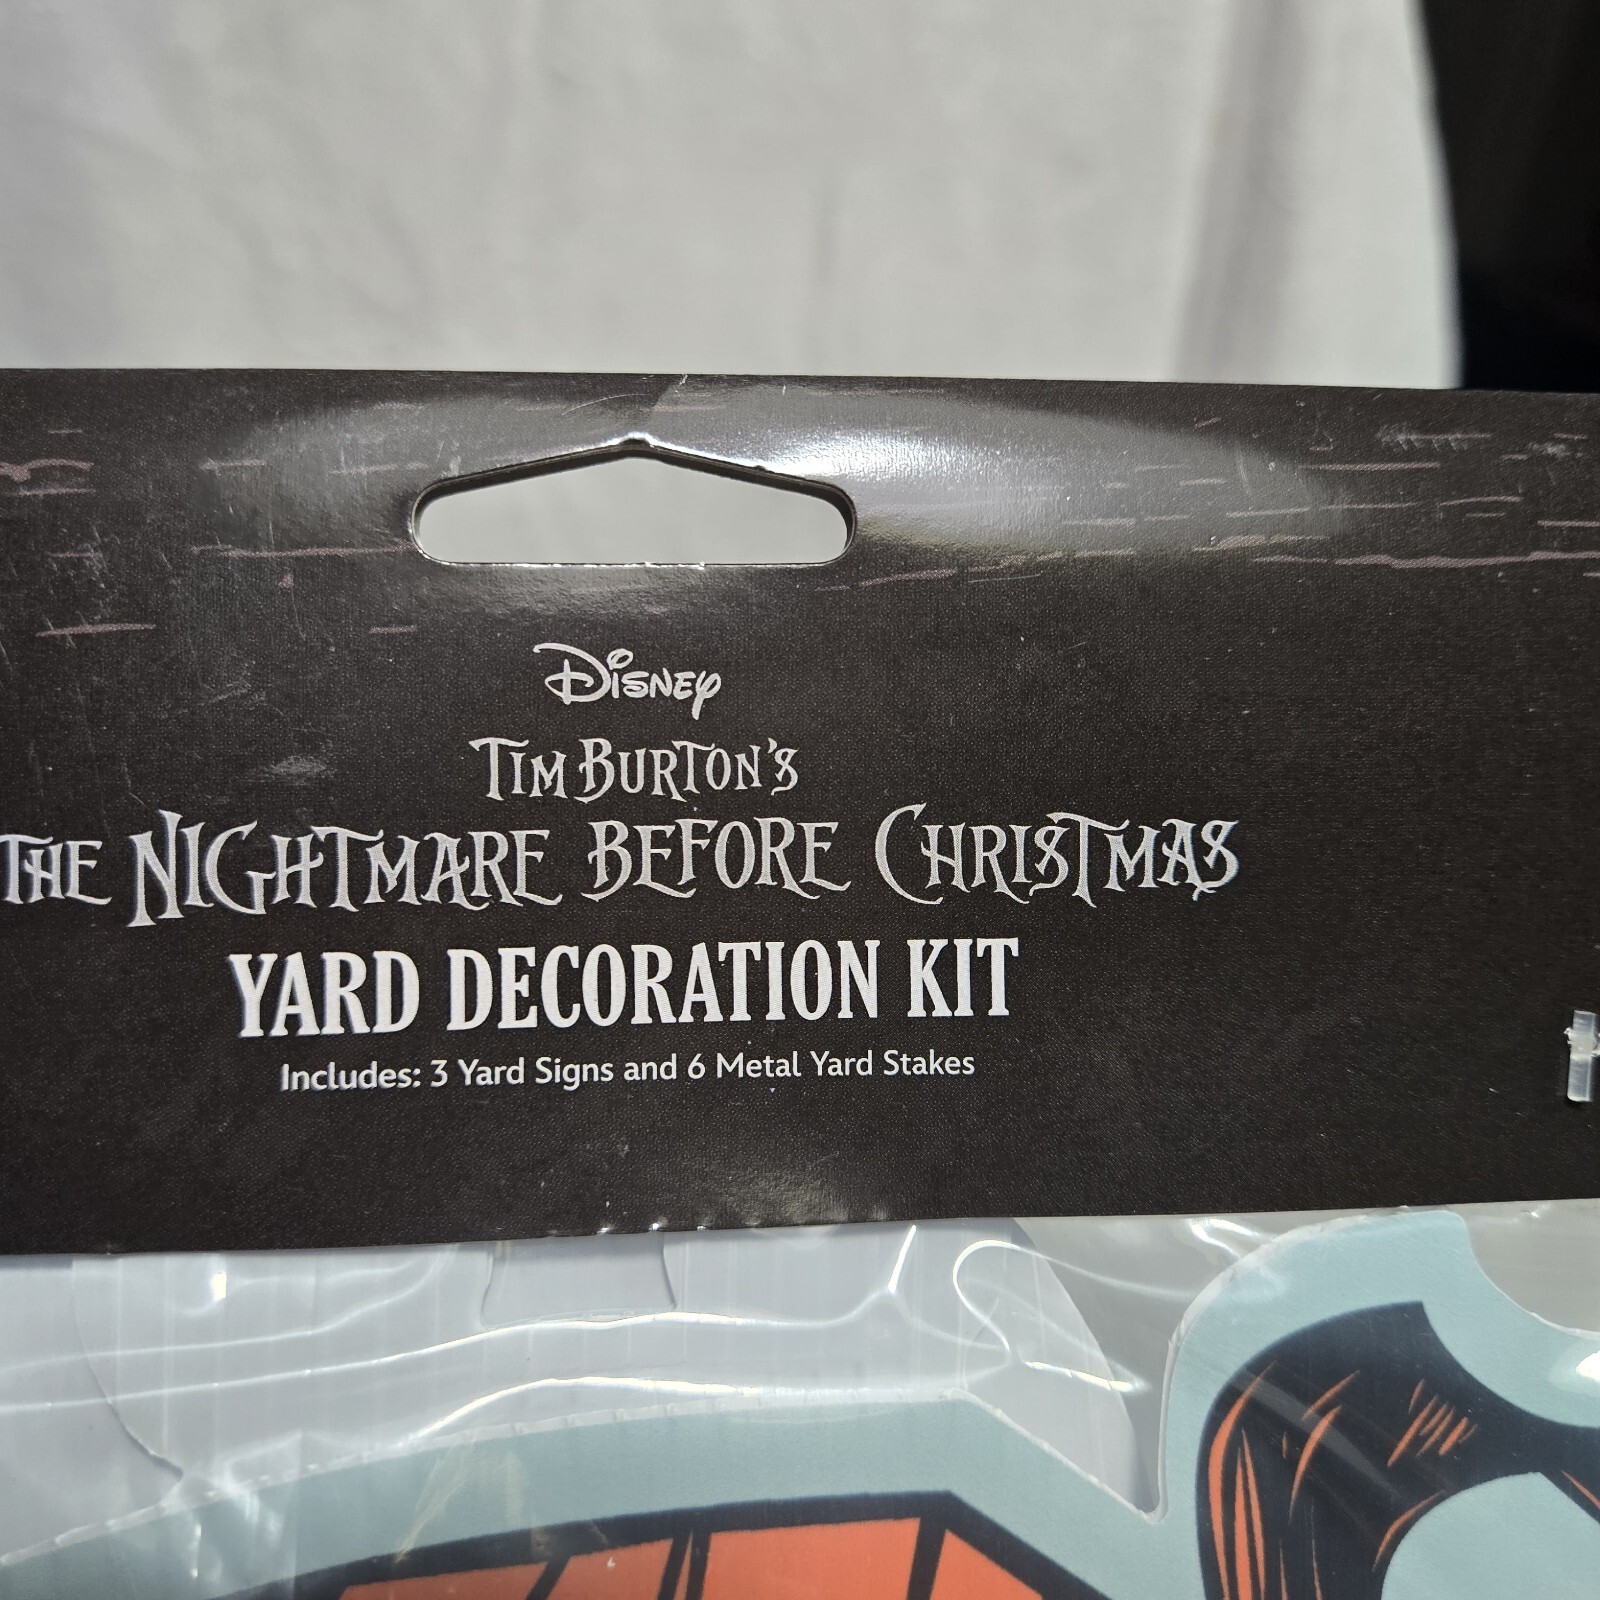 Disney
Tim Burton's
The Nightmare Before Christmas
YARD DECORATION KIT
Includes: 3 Yard Signs and 6 Metal Yard Stakes